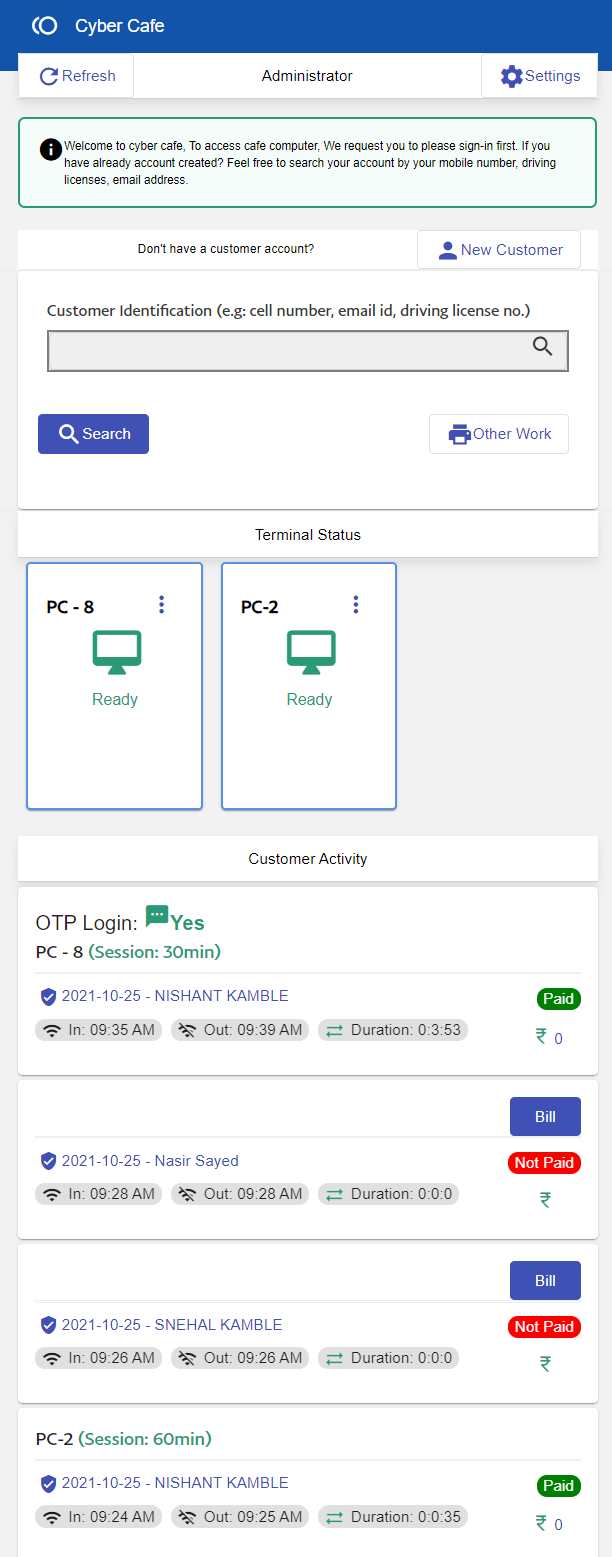 Cyber Cafe
Refresh
Administrator
Settings
Welcome to cyber cafe, To access cafe computer, We request you to please sign-in first. If you
have already account created? Feel free to search your account by your mobile number, driving
licenses, email address.
Don't have a customer account?
New Customer
Customer Identification (e.g: cell number, email id, driving license no.)
Search
Other Work
Terminal Status
PC - 8
PC-2
Ready
Ready
Customer Activity
OTP Login: Yes
PC - 8 (Session: 30min)
2021-10-25 - NISHANT KAMBLE
Paid
In: 09:35 AM
Out: 09:39 AM
Duration: 0:3:53
₹ 0
Bill
2021-10-25 - Nasir Sayed
Not Paid
In: 09:28 AM
Out: 09:28 AM
Duration: 0:0:0
₹
Bill
2021-10-25 - SNEHAL KAMBLE
Not Paid
In: 09:26 AM
Out: 09:26 AM
Duration: 0:0:0
₹
PC-2 (Session: 60min)
2021-10-25 - NISHANT KAMBLE
Paid
In: 09:24 AM
Out: 09:25 AM
Duration: 0:0:35
₹ 0